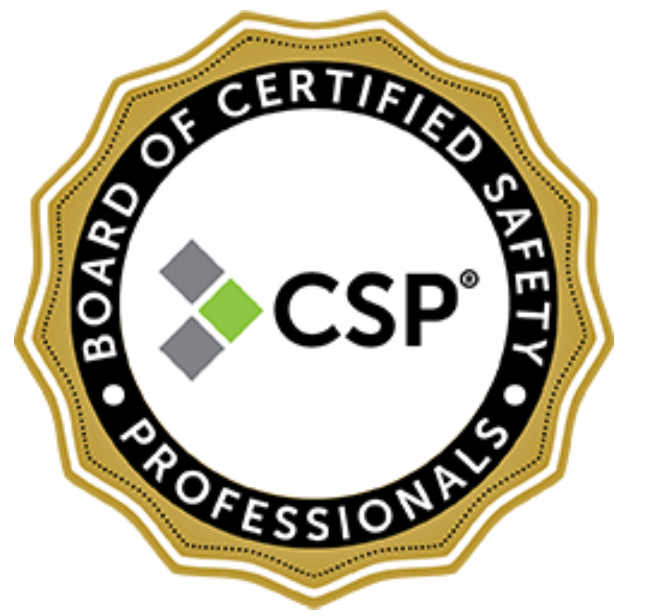 BOARD OF CERTIFIED SAFETY
CSP®
• PROFESSIONALS •